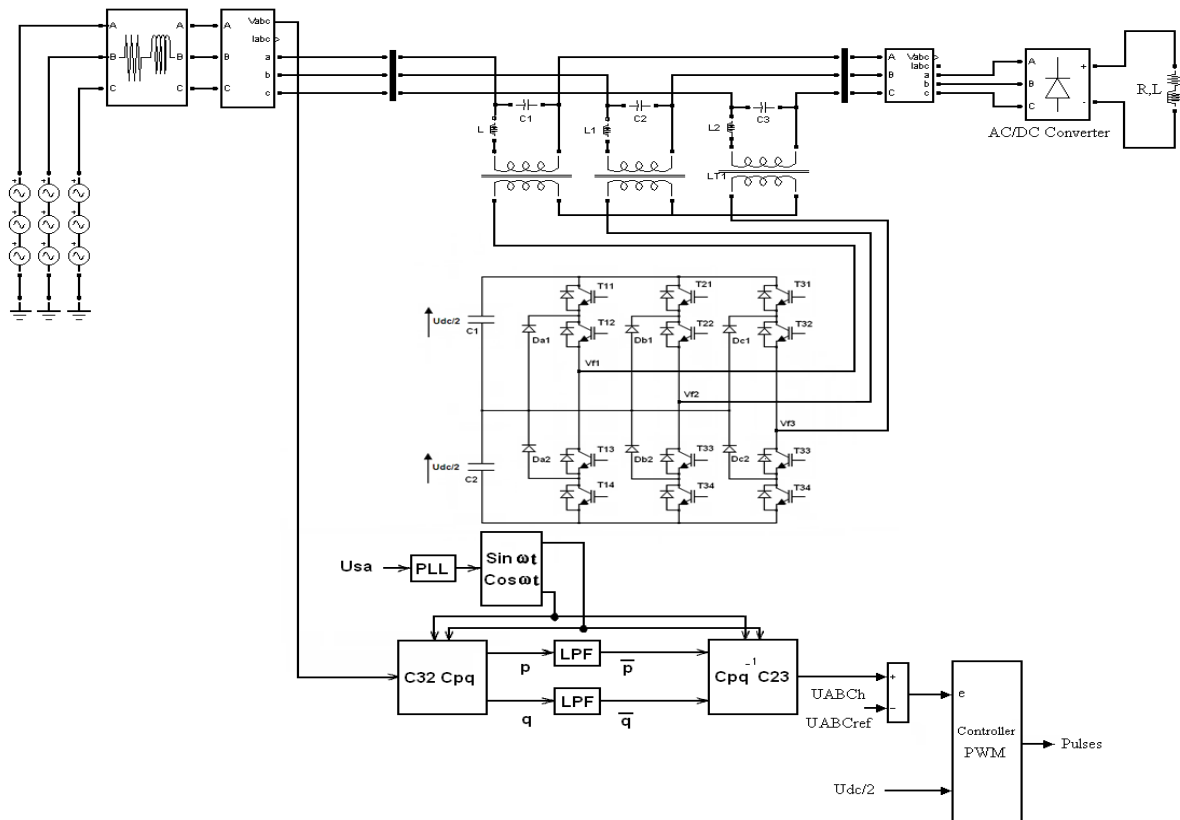 A A A Vabc
Iabc
B B B a
b
C C C c
A Vabc
Iabc
B a
b
C c
A +
B
C -
R,L
AC/DC Converter
C1 C2 C3
L L1 L2
LT1
T11 T21 T31
Udc/2 C1
T12 T22 T32
Da1 Db1 Dc1
Vf1
Vf2
Vf3
T13 T33 T33
Udc/2 Da2 Db2 Dc2
C2
T14 T34 T34
Usa PLL Sin ωt
Cos ωt
C32 Cpq p LPF p̅ Cpq⁻¹ C23
q LPF q̅
UABCh +
UABCref -
e
Controller
PWM
Pulses
Udc/2